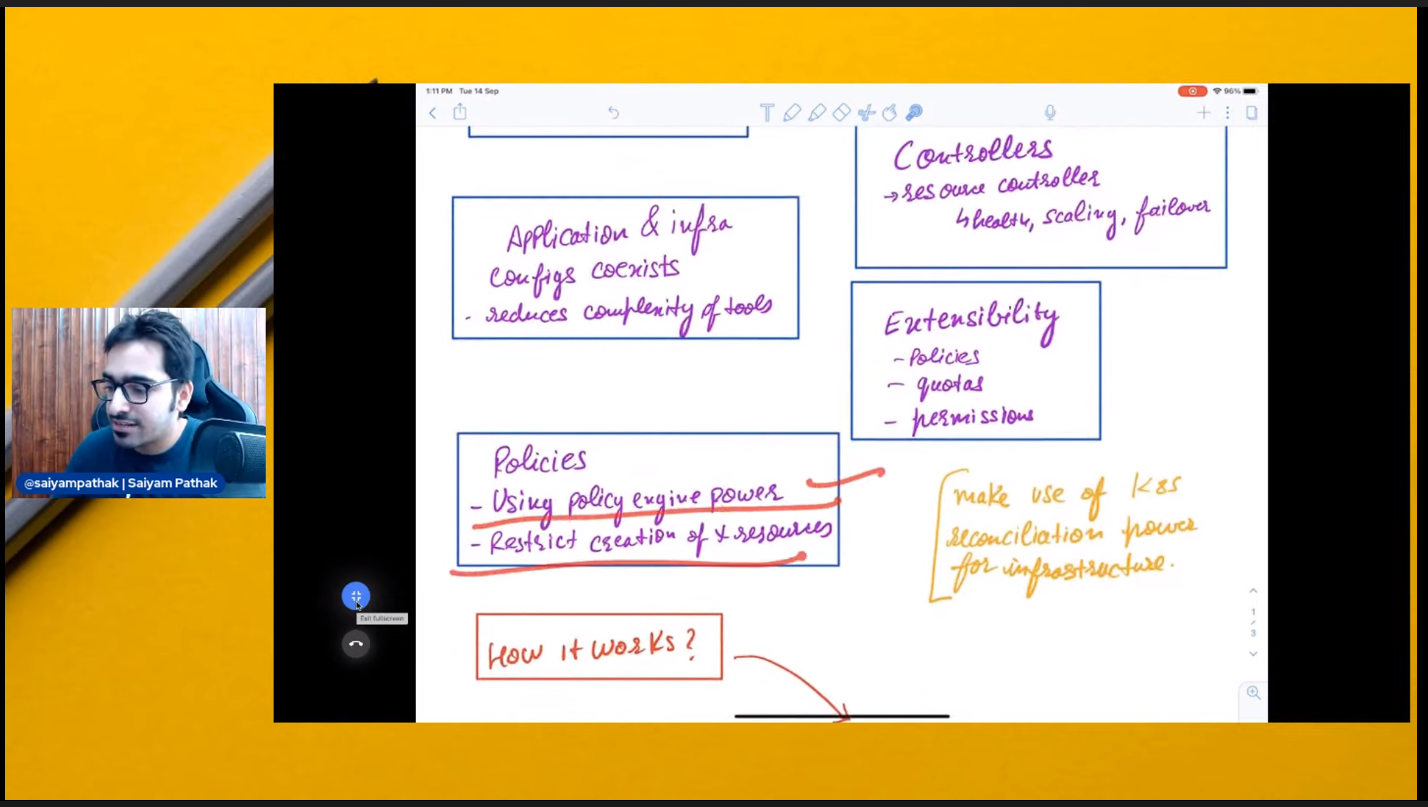 1:11 PM Tue 14 Sep
96%
Controllers
→ resource controller
↳ health, scaling, failover
Application & infra
configs coexists
- reduces complexity of tools
Extensibility
- Policies
- quotas
- permissions
Policies
- Using policy engine power
- Restrict creation of x resources
make use of K8s
reconciliation power
for infrastructure.
How it works?
@saiyampathak | Saiyam Pathak
Exit fullscreen
1
/
3